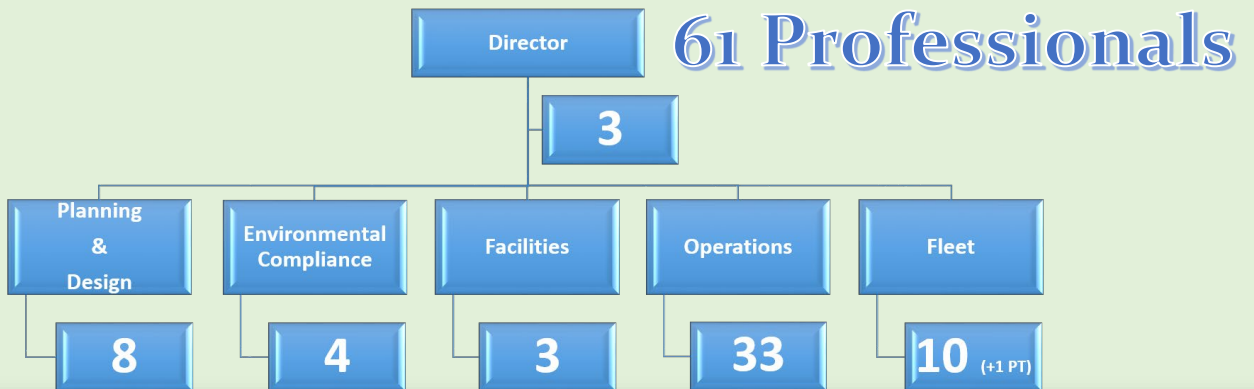 Director
61 Professionals
3
Planning
&
Design
Environmental
Compliance
Facilities
Operations
Fleet
8
4
3
33
10 (+1 PT)